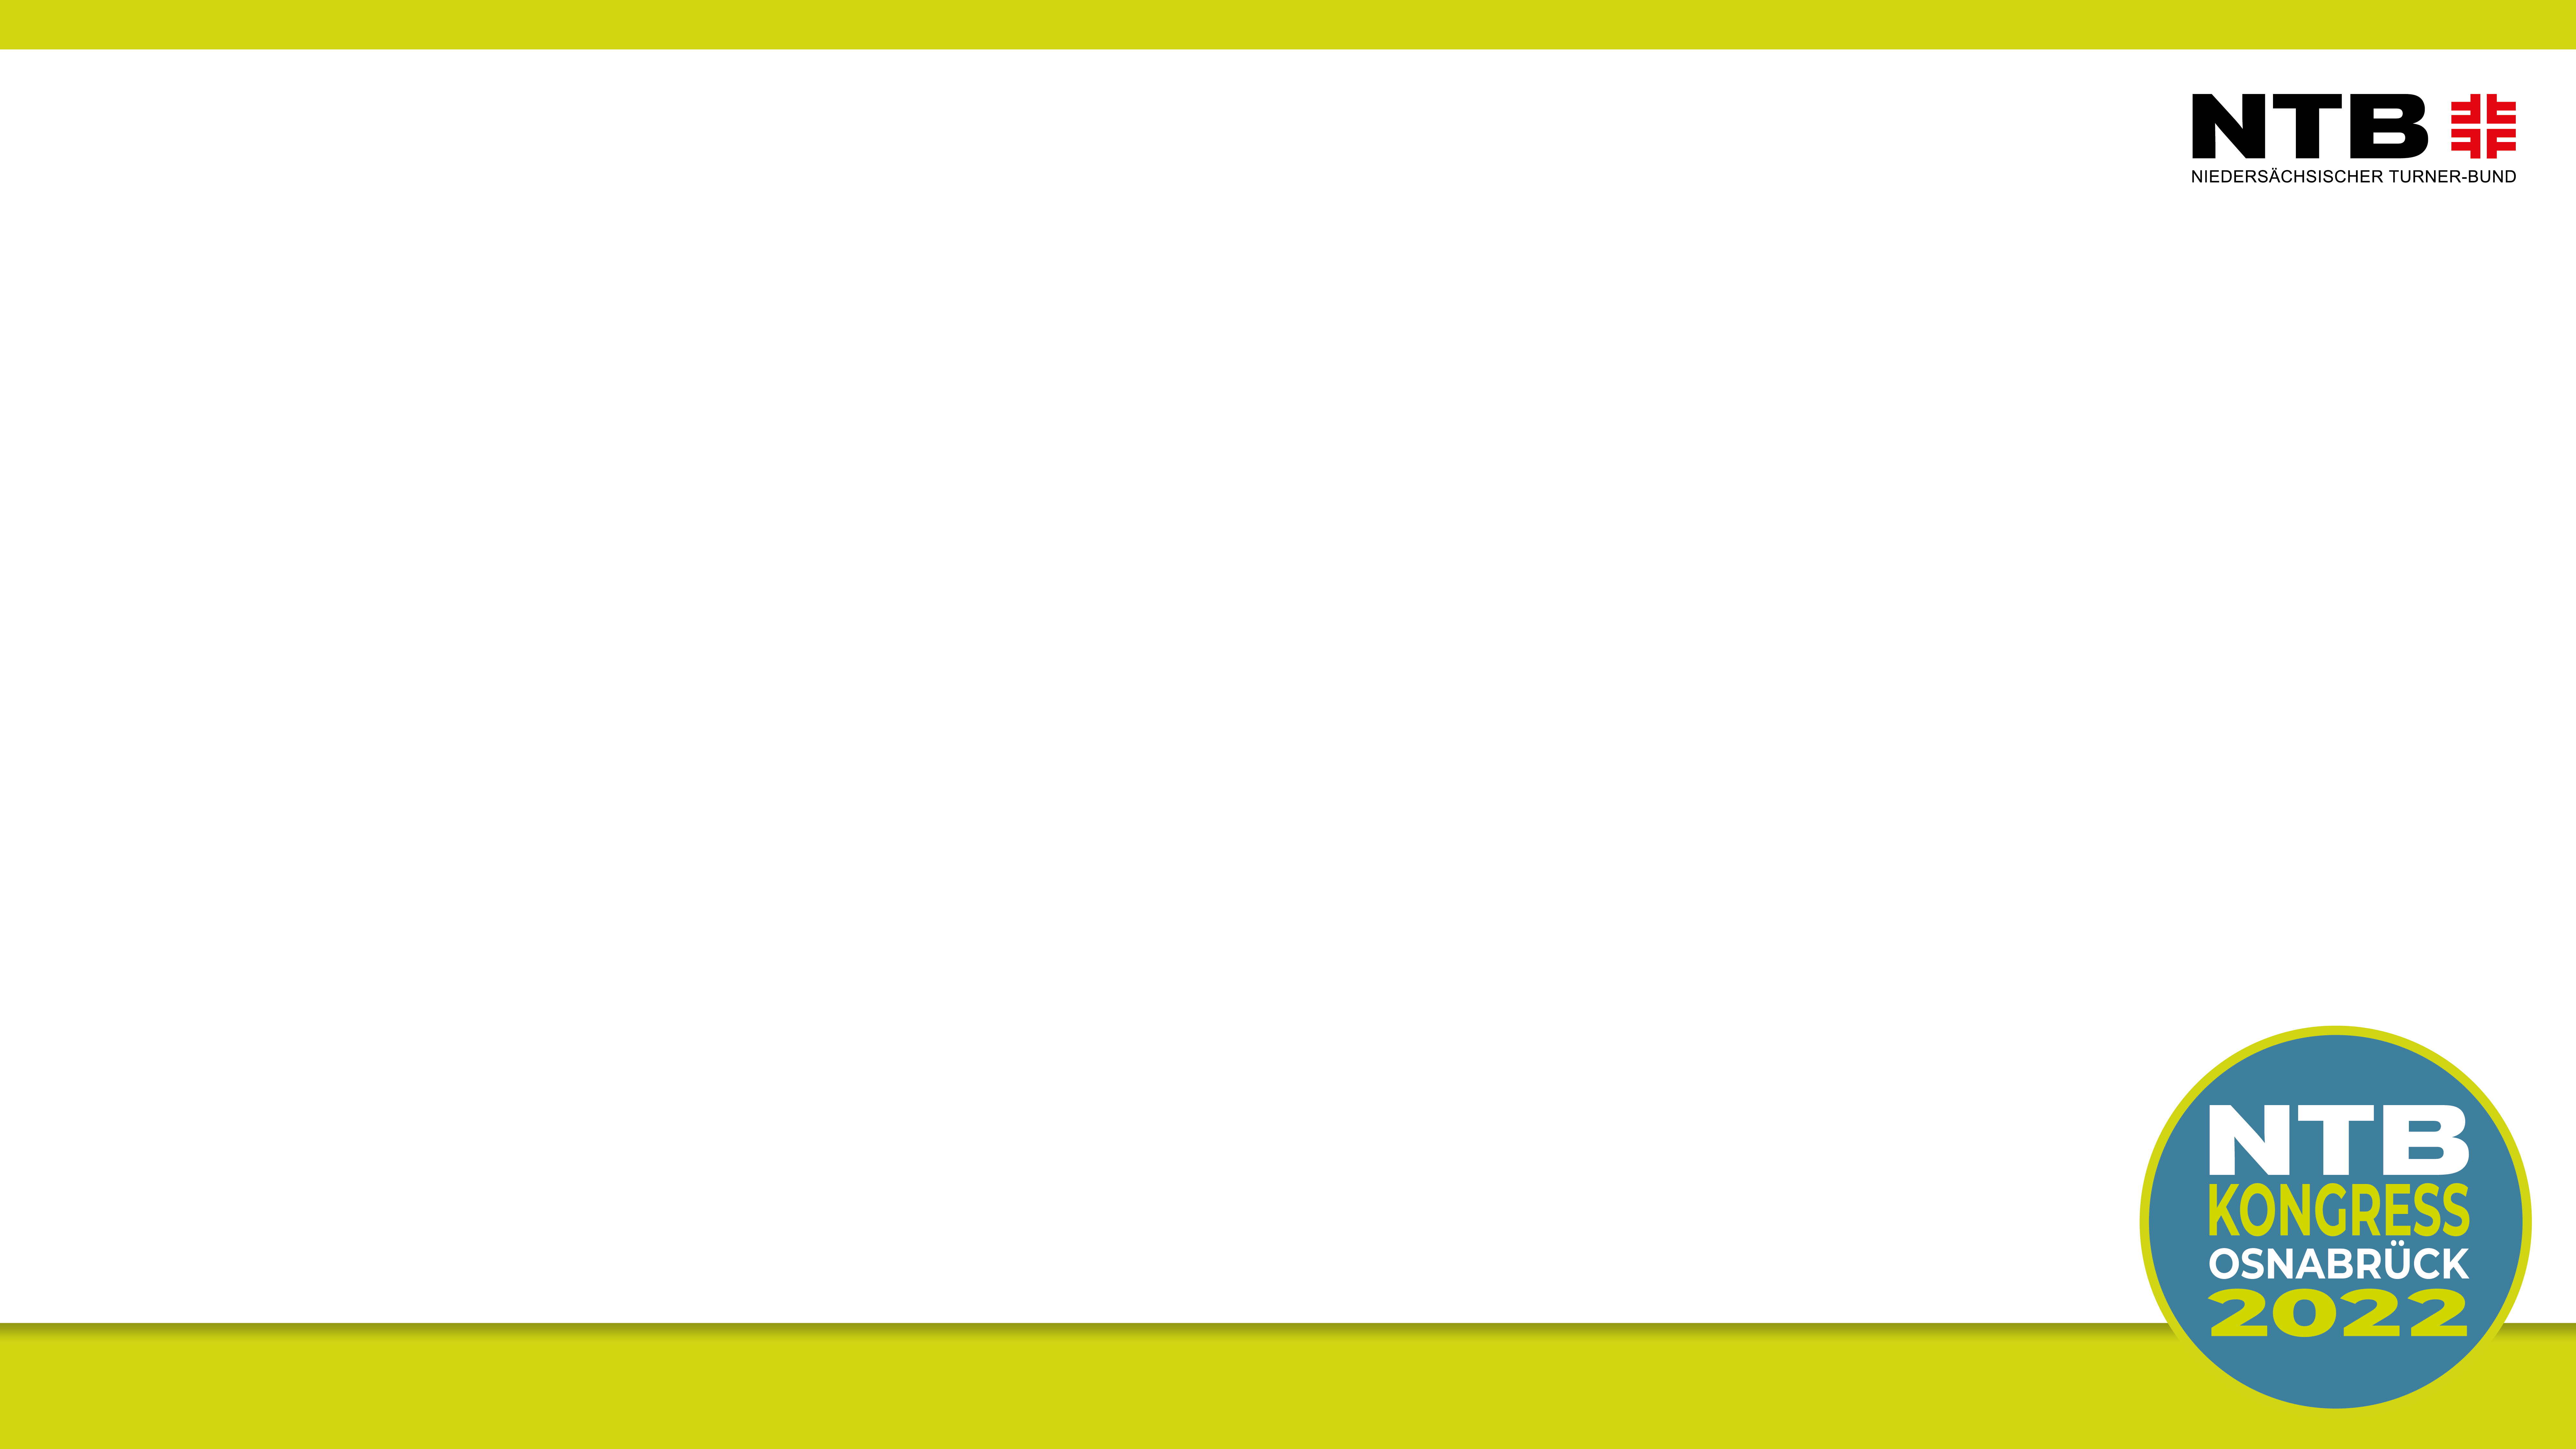 NTB
NIEDERSÄCHSISCHER TURNER-BUND
NTB
KONGRESS
OSNABRÜCK
2022